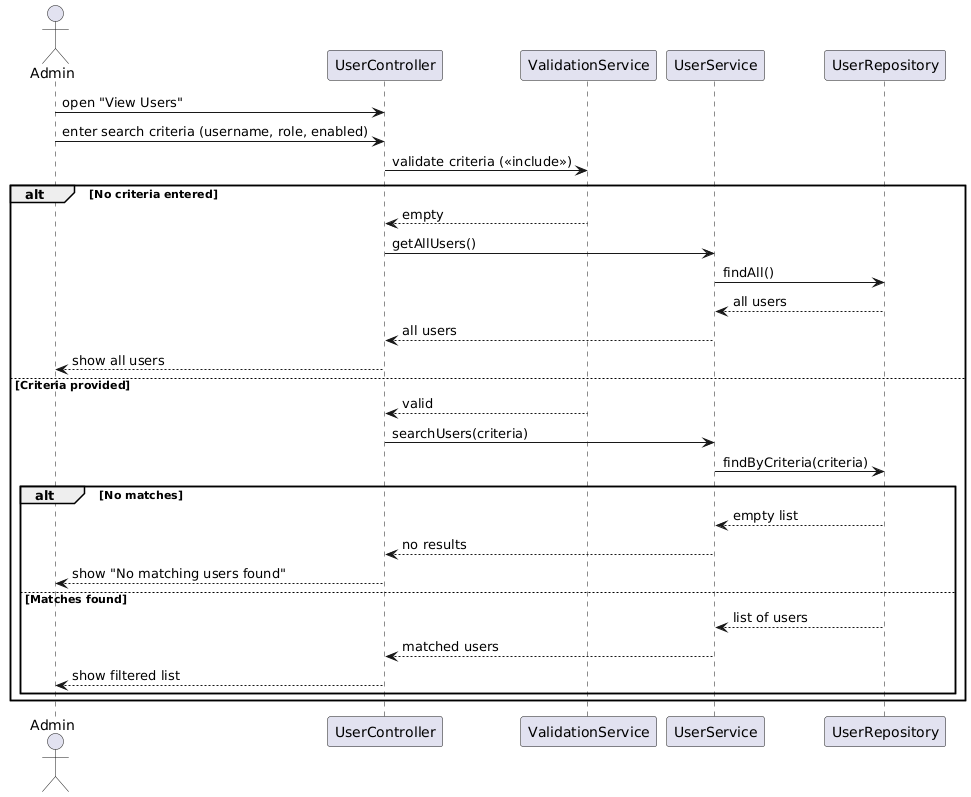 Admin
UserController
ValidationService
UserService
UserRepository
open "View Users"
enter search criteria (username, role, enabled)
validate criteria («include»)
alt
[No criteria entered]
empty
getAllUsers()
findAll()
all users
all users
show all users
[Criteria provided]
valid
searchUsers(criteria)
findByCriteria(criteria)
alt
[No matches]
empty list
no results
show "No matching users found"
[Matches found]
list of users
matched users
show filtered list
Admin
UserController
ValidationService
UserService
UserRepository